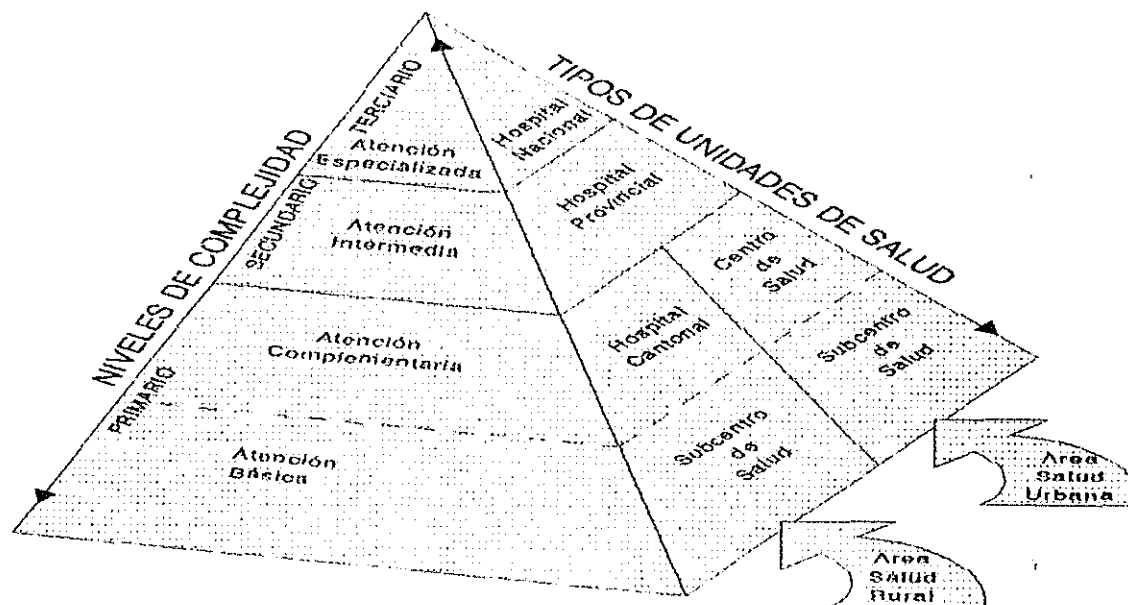 NIVELES DE COMPLEJIDAD
TERCIARIO
SECUNDARIO
PRIMARIO
Atención
Especializada
Atención
Intermedia
Atención
Complementaria
Atención
Básica
TIPOS DE UNIDADES DE SALUD
Hospital
Nacional
Hospital
Provincial
Hospital
Cantonal
Centro
de
Salud
Subcentro
de
Salud
Subcentro
de
Salud
Area
Salud
Urbana
Area
Salud
Rural